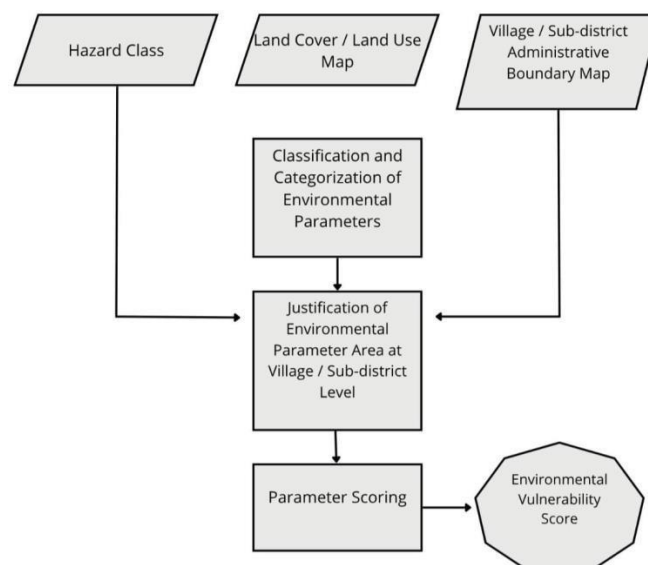 Hazard Class
Land Cover / Land Use
Map
Village / Sub-district
Administrative
Boundary Map
Classification and
Categorization of
Environmental
Parameters
Justification of
Environmental
Parameter Area at
Village / Sub-district
Level
Parameter Scoring
Environmental
Vulnerability
Score